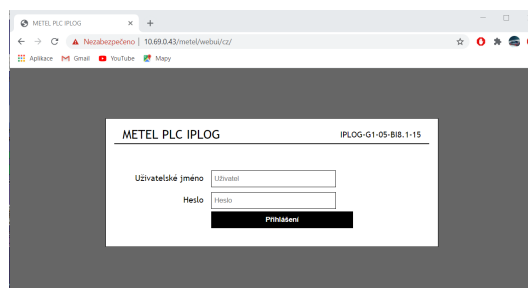 METEL PLC IPLOG
Nezabezpečeno | 10.69.0.43/metel/webui/cz/
Aplikace Gmail YouTube Mapy
METEL PLC IPLOG IPLOG-G1-05-BI8.1-15
Uživatelské jméno Uživatel
Heslo Heslo
Přihlášení